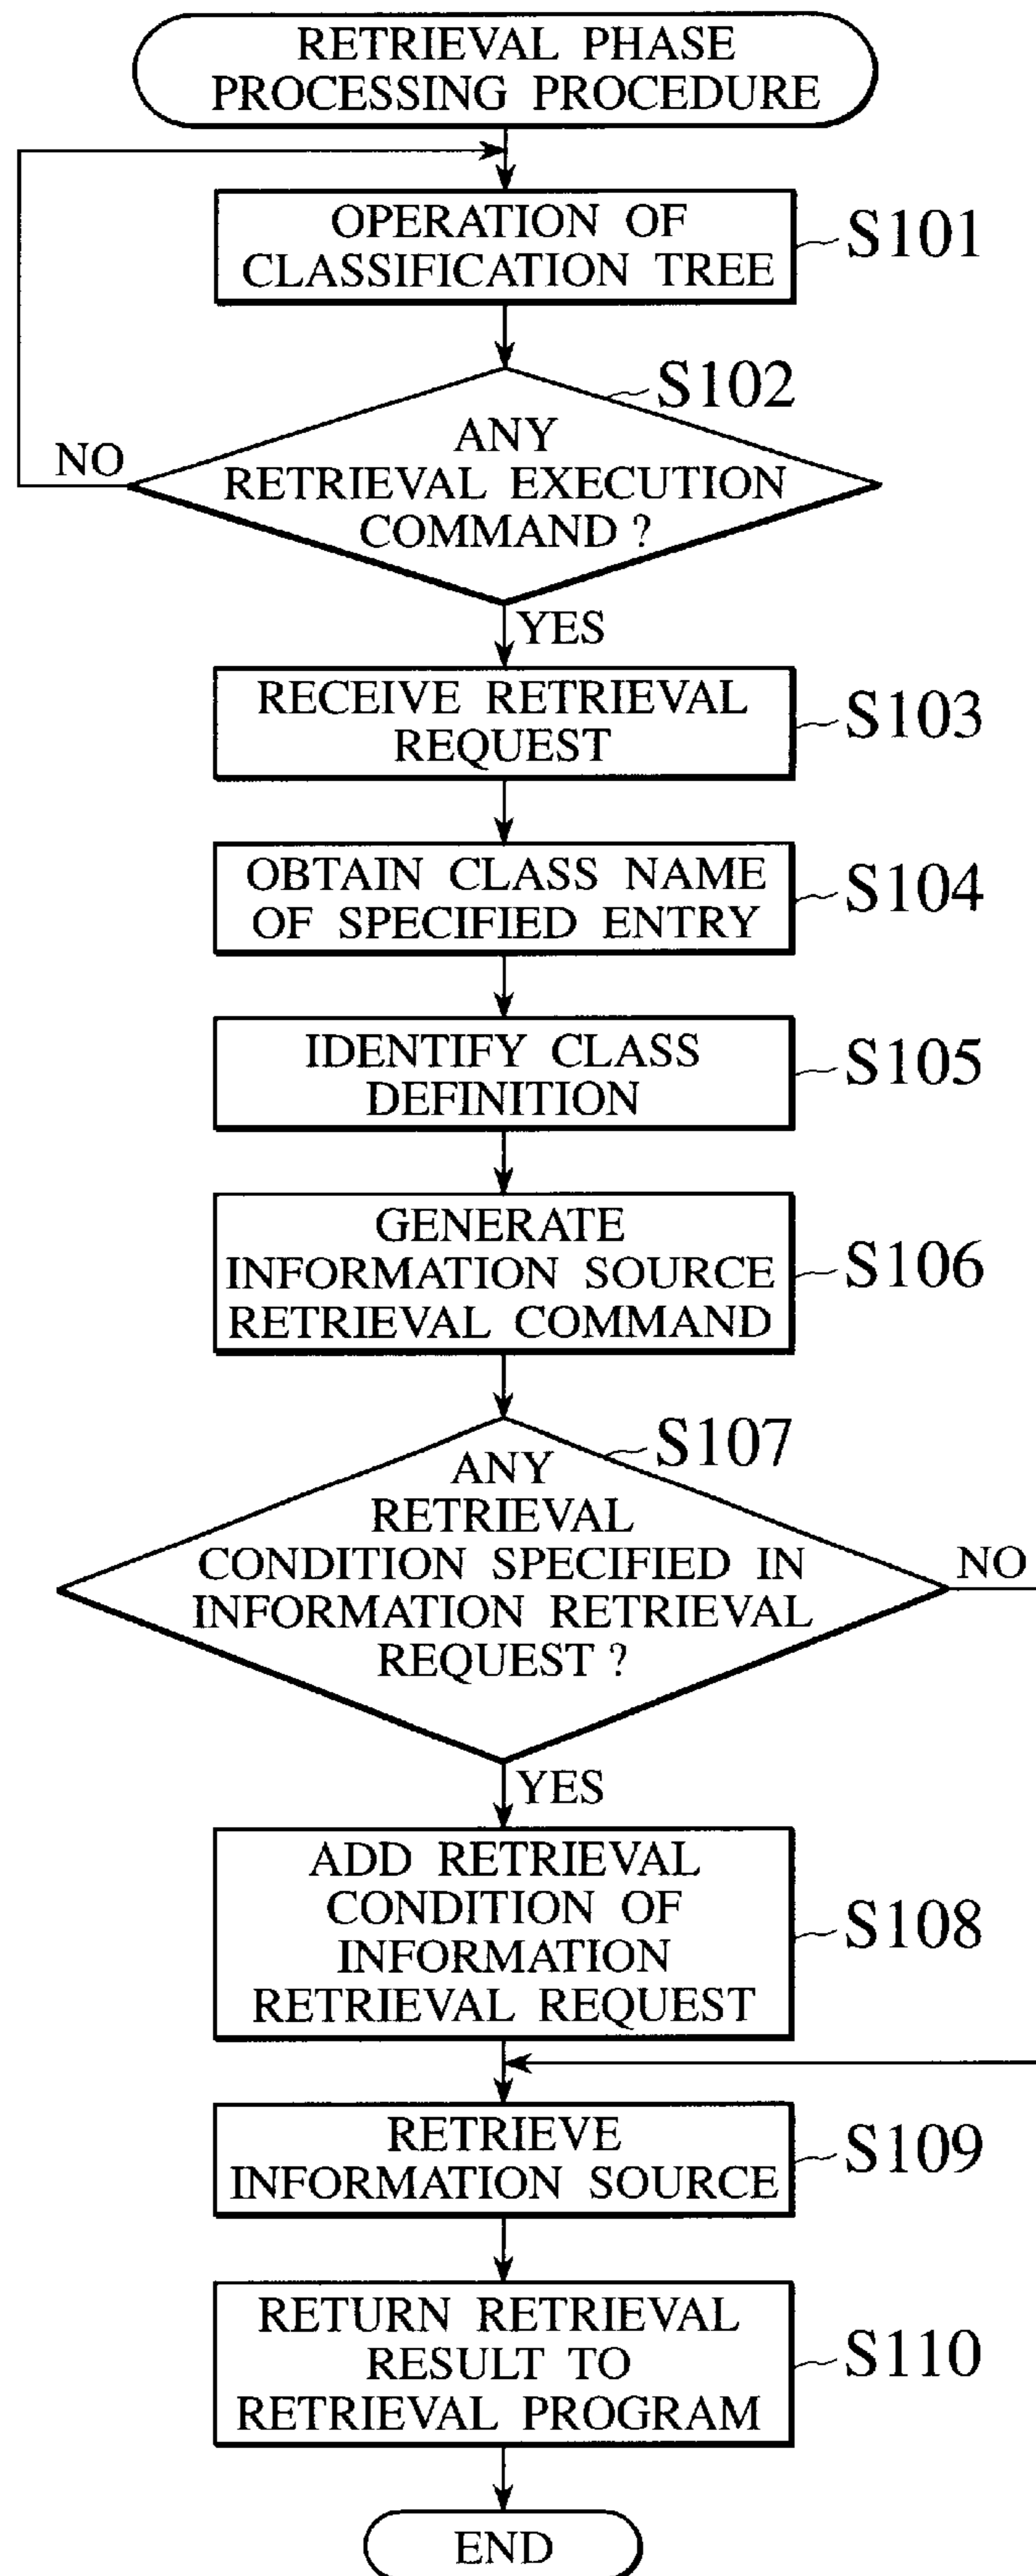 RETRIEVAL PHASE
PROCESSING PROCEDURE
OPERATION OF
CLASSIFICATION TREE
S101
S102
ANY
RETRIEVAL EXECUTION
COMMAND ?
NO
YES
RECEIVE RETRIEVAL
REQUEST
S103
OBTAIN CLASS NAME
OF SPECIFIED ENTRY
S104
IDENTIFY CLASS
DEFINITION
S105
GENERATE
INFORMATION SOURCE
RETRIEVAL COMMAND
S106
S107
ANY
RETRIEVAL
CONDITION SPECIFIED IN
INFORMATION RETRIEVAL
REQUEST ?
NO
YES
ADD RETRIEVAL
CONDITION OF
INFORMATION
RETRIEVAL REQUEST
S108
RETRIEVE
INFORMATION SOURCE
S109
RETURN RETRIEVAL
RESULT TO
RETRIEVAL PROGRAM
S110
END